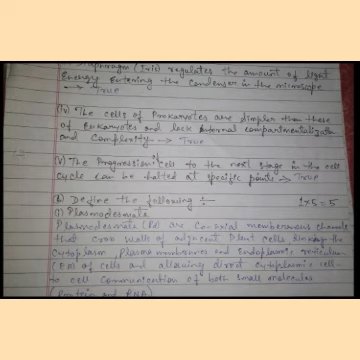 Diaphragm (Iris) regulates the amount of light
Energy Entering the condenser in the microscope
→ True
(iv) The cells of Prokaryotes are simpler than those
of Eukaryotes and lack internal compartmentalization
and Complexity → True
(v) The Progression cell to the next stage in the cell
cycle can be halted at specific points → True
(b) Define the following :- 1x5=5
(i) Plasmodesmata
Plasmodesmata (Pd) are Co-axial membranous channels
that cross walls of adjacent Plant cells linking the
Cytoplasm, Plasma membranes and Endoplasmic reticulum
(ER) of cells and allowing direct cytoplasmic cell-
to cell communication of both small molecules
(Protein and RNA)